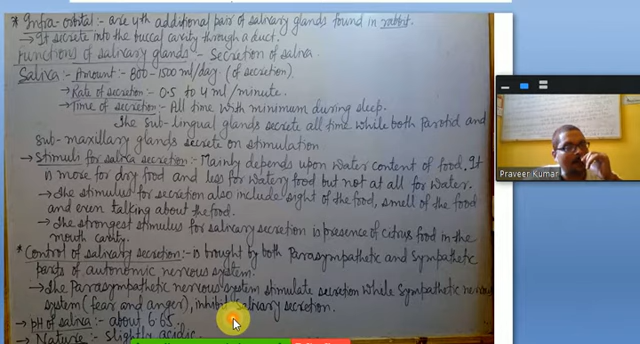 * Infra orbital :- are 4th additional pair of salivary glands found in rabbit.
→ It secrete into the buccal cavity through a duct.
Functions of salivary glands - Secretion of saliva.
Saliva :- Amount :- 800 - 1500 ml/day. (of secretion)
→ Rate of secretion :- 0.5 to 4 ml/minute.
→ Time of secretion :- All time with minimum during sleep.
The sub-lingual glands secrete all time while both Parotid and
sub-maxillary glands secrete on stimulation
→ Stimuli for saliva secretion :- Mainly depends upon water content of food. It
is more for dry food and less for watery food but not at all for water.
→ The stimulus for secretion also include sight of the food, smell of the food
and even talking about the food.
→ The strongest stimulus for salivary secretion is presence of citrus food in the
mouth cavity.
* Control of salivary secretion :- is brought by both Parasympathetic and Sympathetic
parts of autonomic nervous system.
→ The Parasympathetic nervous system stimulate secretion while Sympathetic nervous
system (fear and anger), inhibit salivary secretion.
→ pH of saliva :- about 6.65.
→ Nature :- slightly acidic.
Praveer Kumar